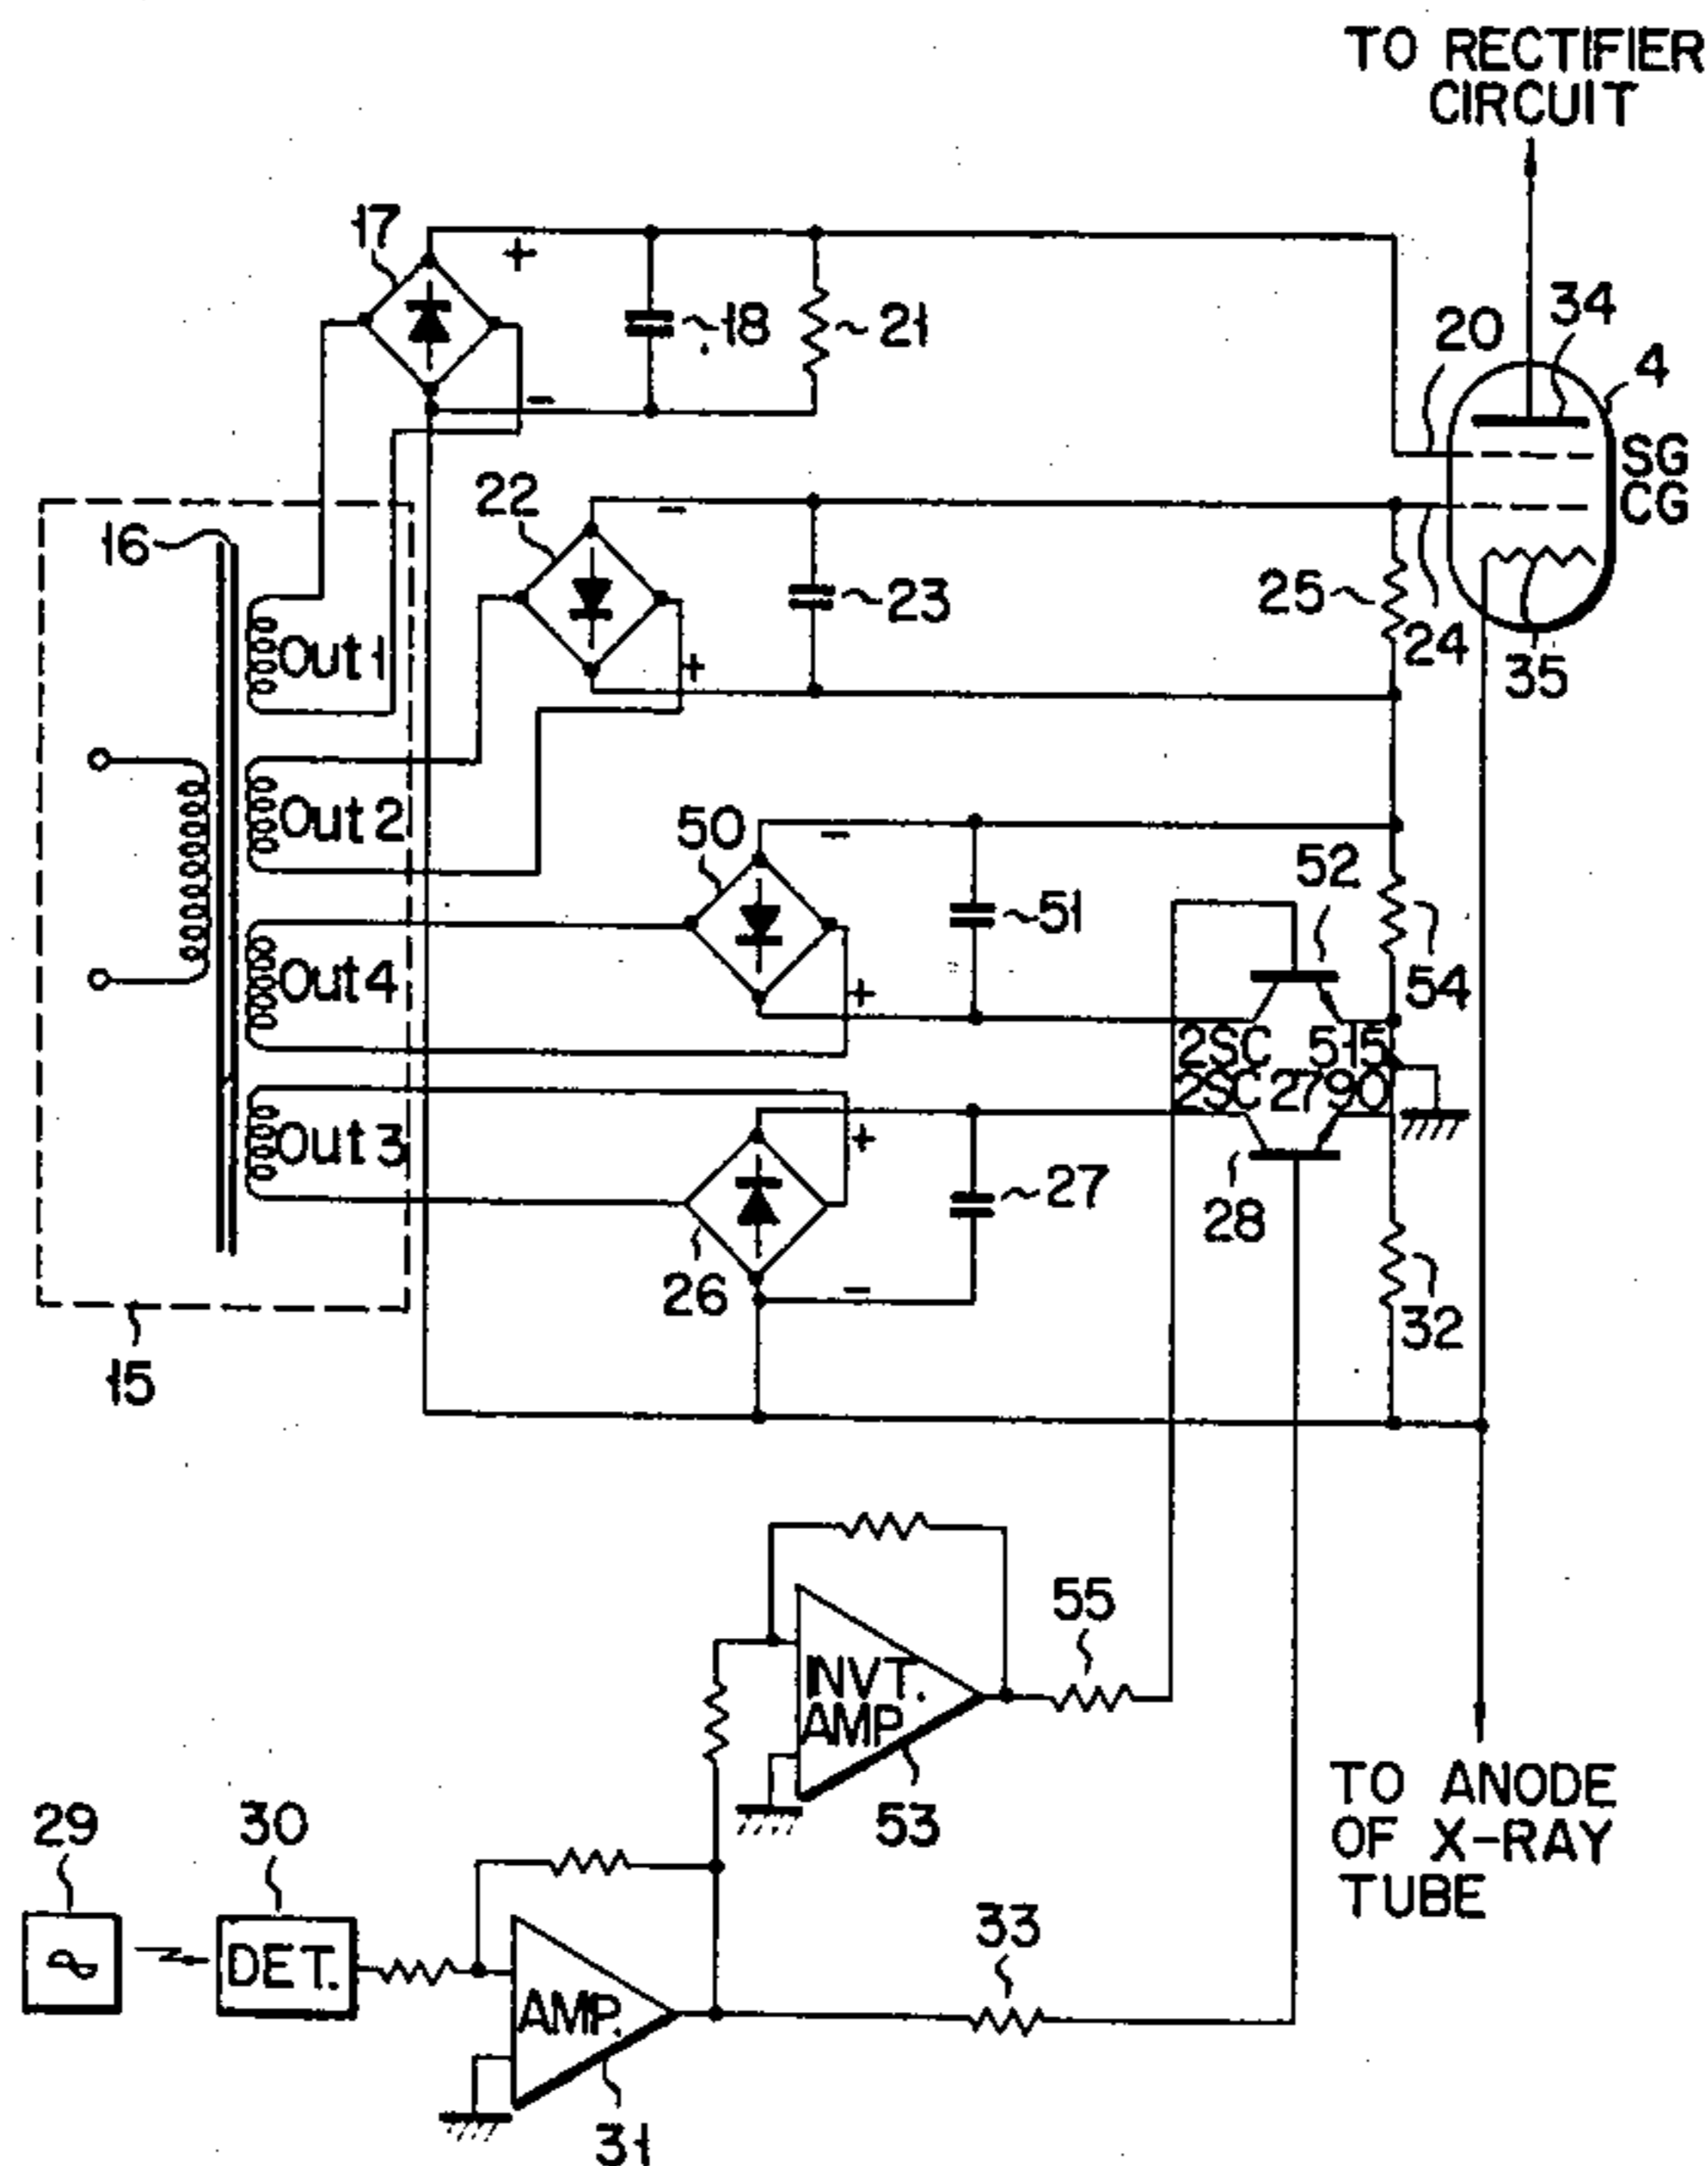 TO RECTIFIER
CIRCUIT
17
+
-
18
21
20
34
4
SG
CG
16
22
-
+
23
25
24
35
Out 1
Out 2
50
-
+
51
52
54
Out 4
2SC 515
2SC 2790
Out 3
+
-
26
27
28
32
15
INVT.
AMP.
55
53
TO ANODE
OF X-RAY
TUBE
29
30
DET.
AMP.
31
33